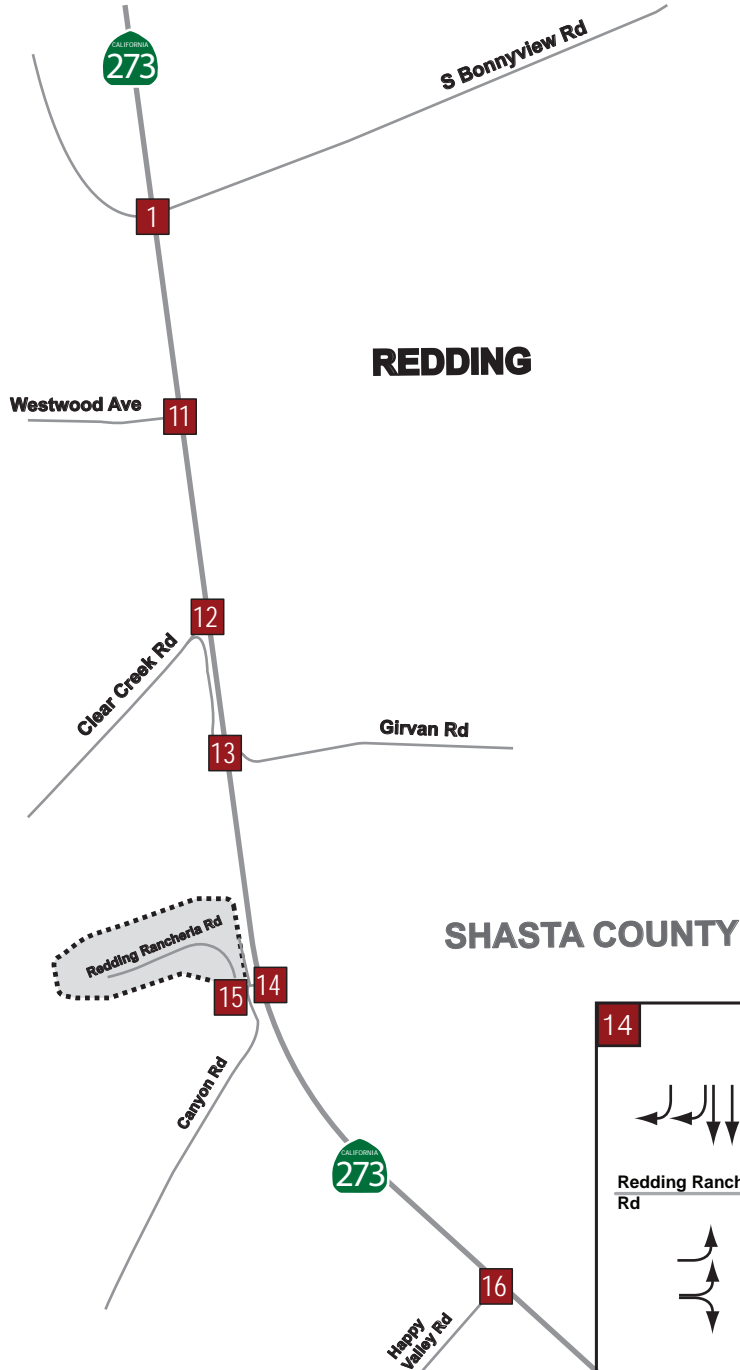 CALIFORNIA
273
S Bonnyview Rd
1
REDDING
Westwood Ave
11
12
Clear Creek Rd
13
Girvan Rd
Redding Rancheria Rd
SHASTA COUNTY
14
15
14
Canyon Rd
CALIFORNIA
273
Redding Ranch
Rd
16
Happy
Valley Rd